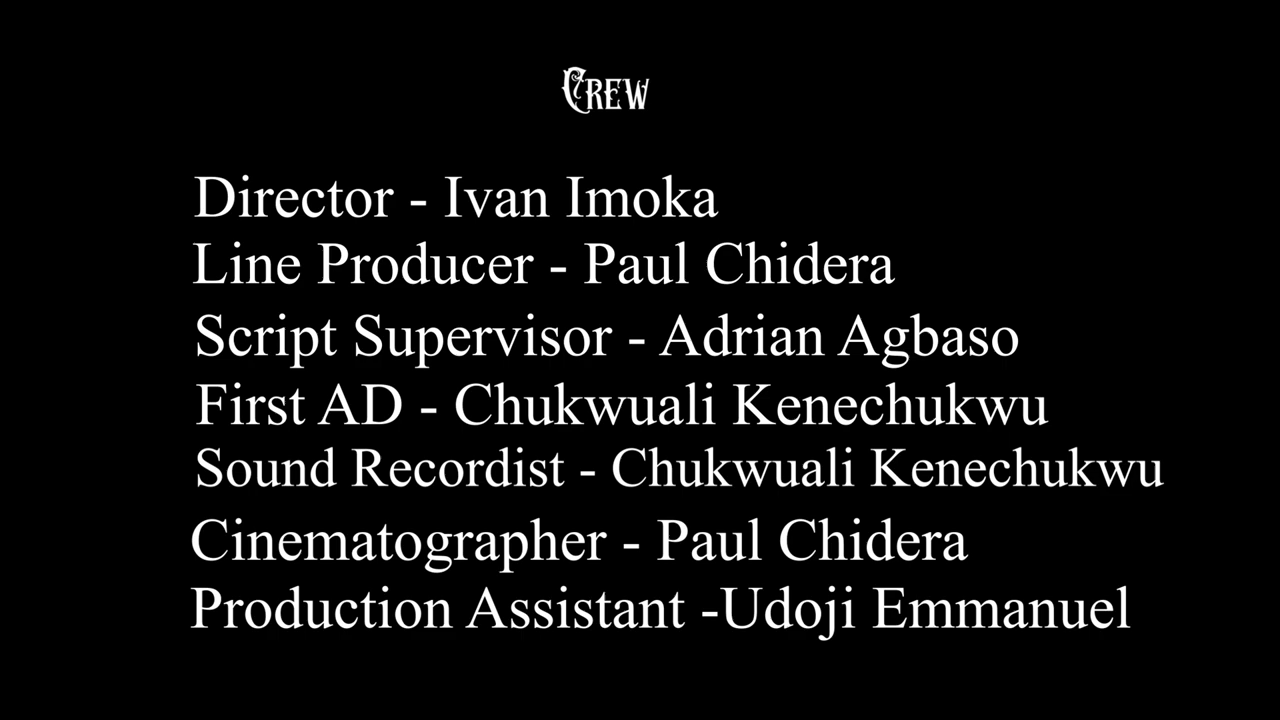 Crew
Director - Ivan Imoka
Line Producer - Paul Chidera
Script Supervisor - Adrian Agbaso
First AD - Chukwuali Kenechukwu
Sound Recordist - Chukwuali Kenechukwu
Cinematographer - Paul Chidera
Production Assistant -Udoji Emmanuel